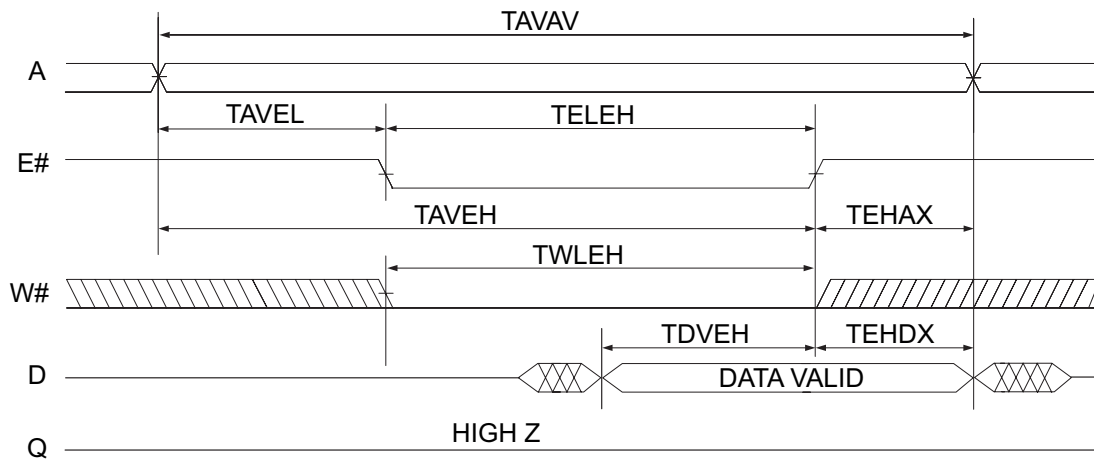 TAVAV
A
TAVEL TELEH
E#
TAVEH TEHAX
TWLEH
W#
TDVEH TEHDX
D DATA VALID
HIGH Z
Q